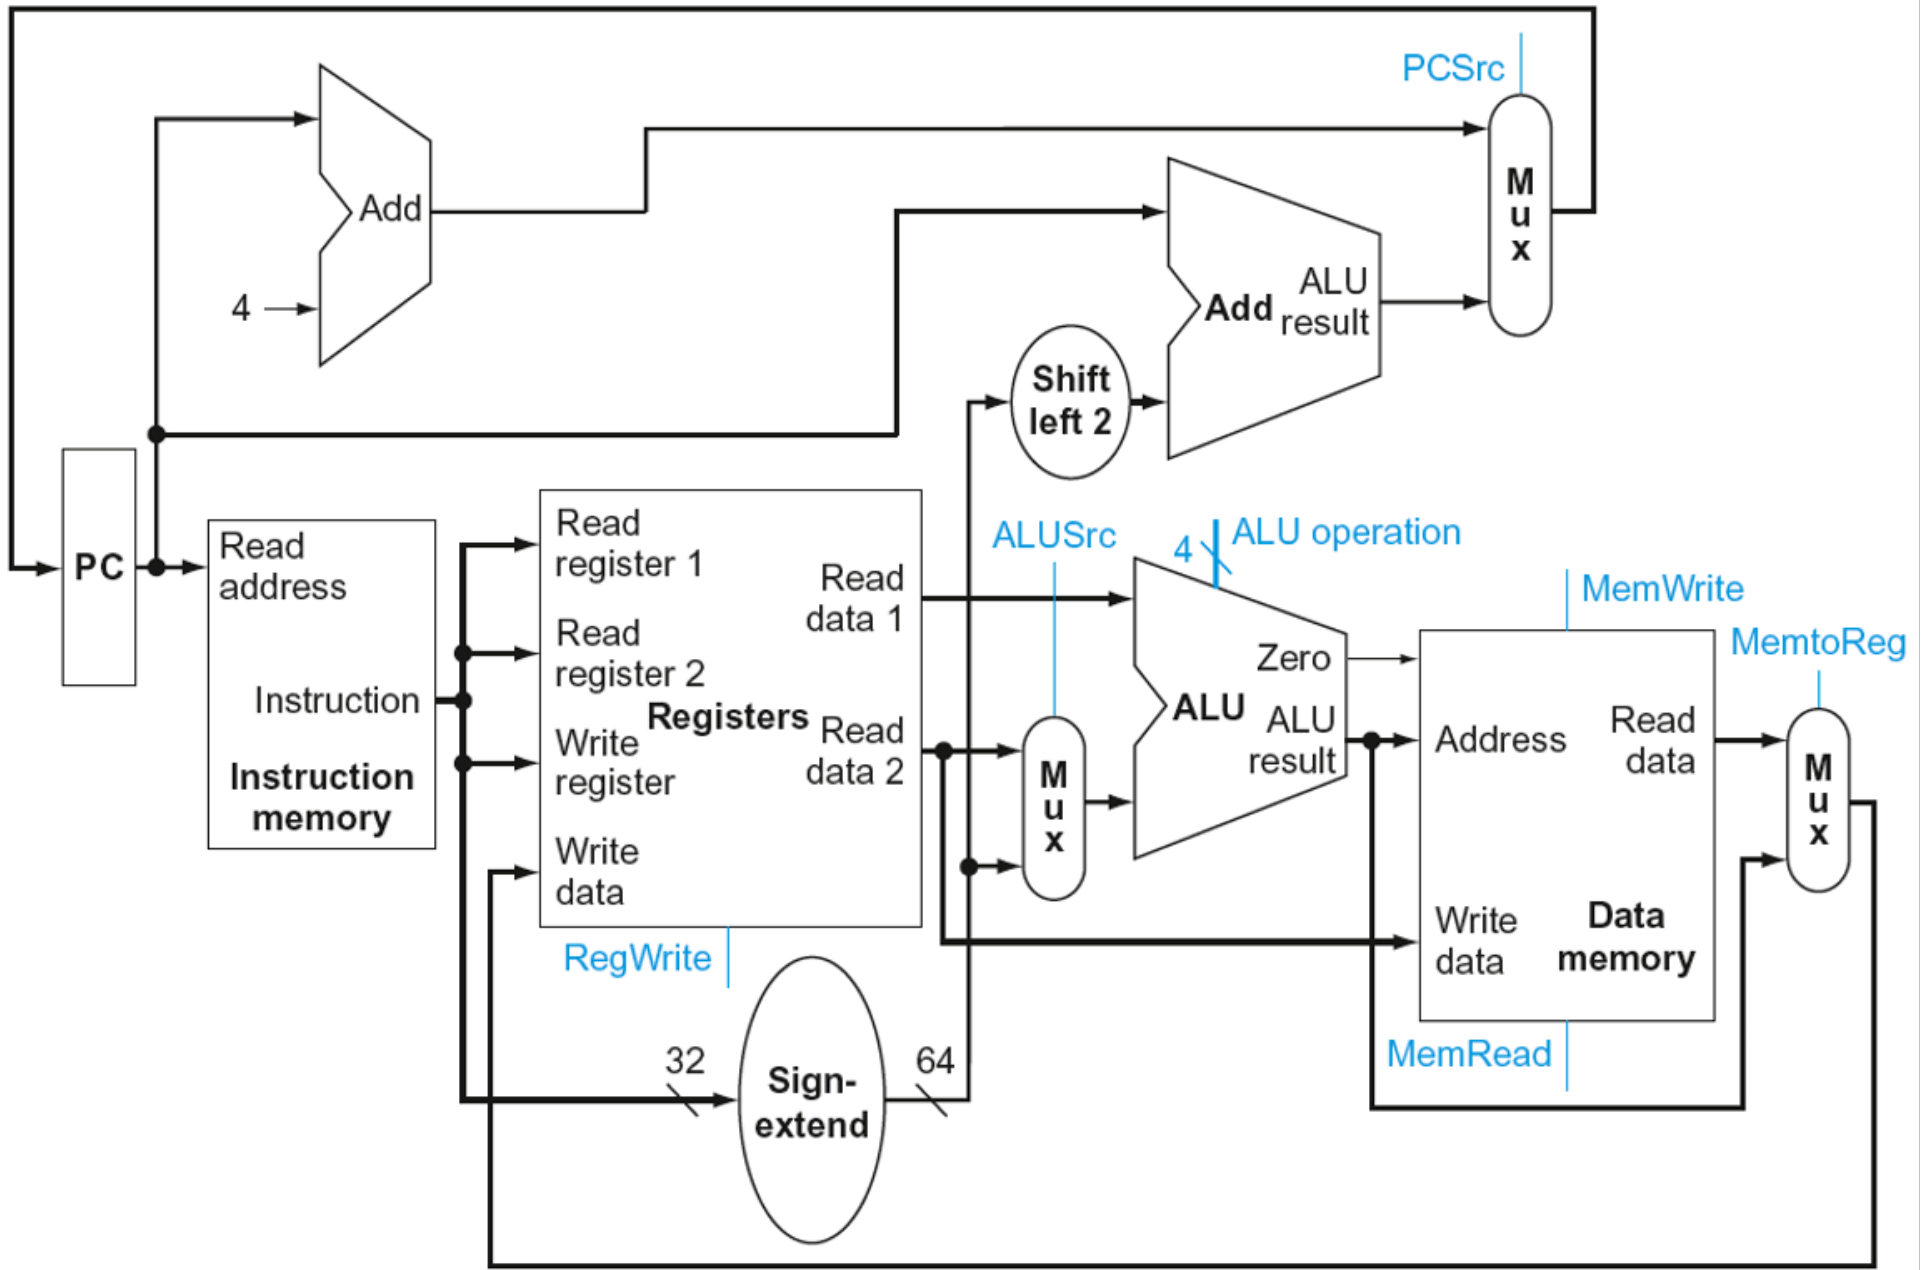 PCSrc
M
u
x
Add
4
Add
ALU
result
Shift
left 2
PC
Read
address
Instruction
Instruction
memory
Read
register 1
Read
register 2
Write
register
Write
data
Registers
Read
data 1
Read
data 2
RegWrite
ALUSrc
M
u
x
4
ALU operation
Zero
ALU
ALU
result
MemWrite
Address
Read
data
Write
data
Data
memory
MemRead
MemtoReg
M
u
x
32
Sign-
extend
64